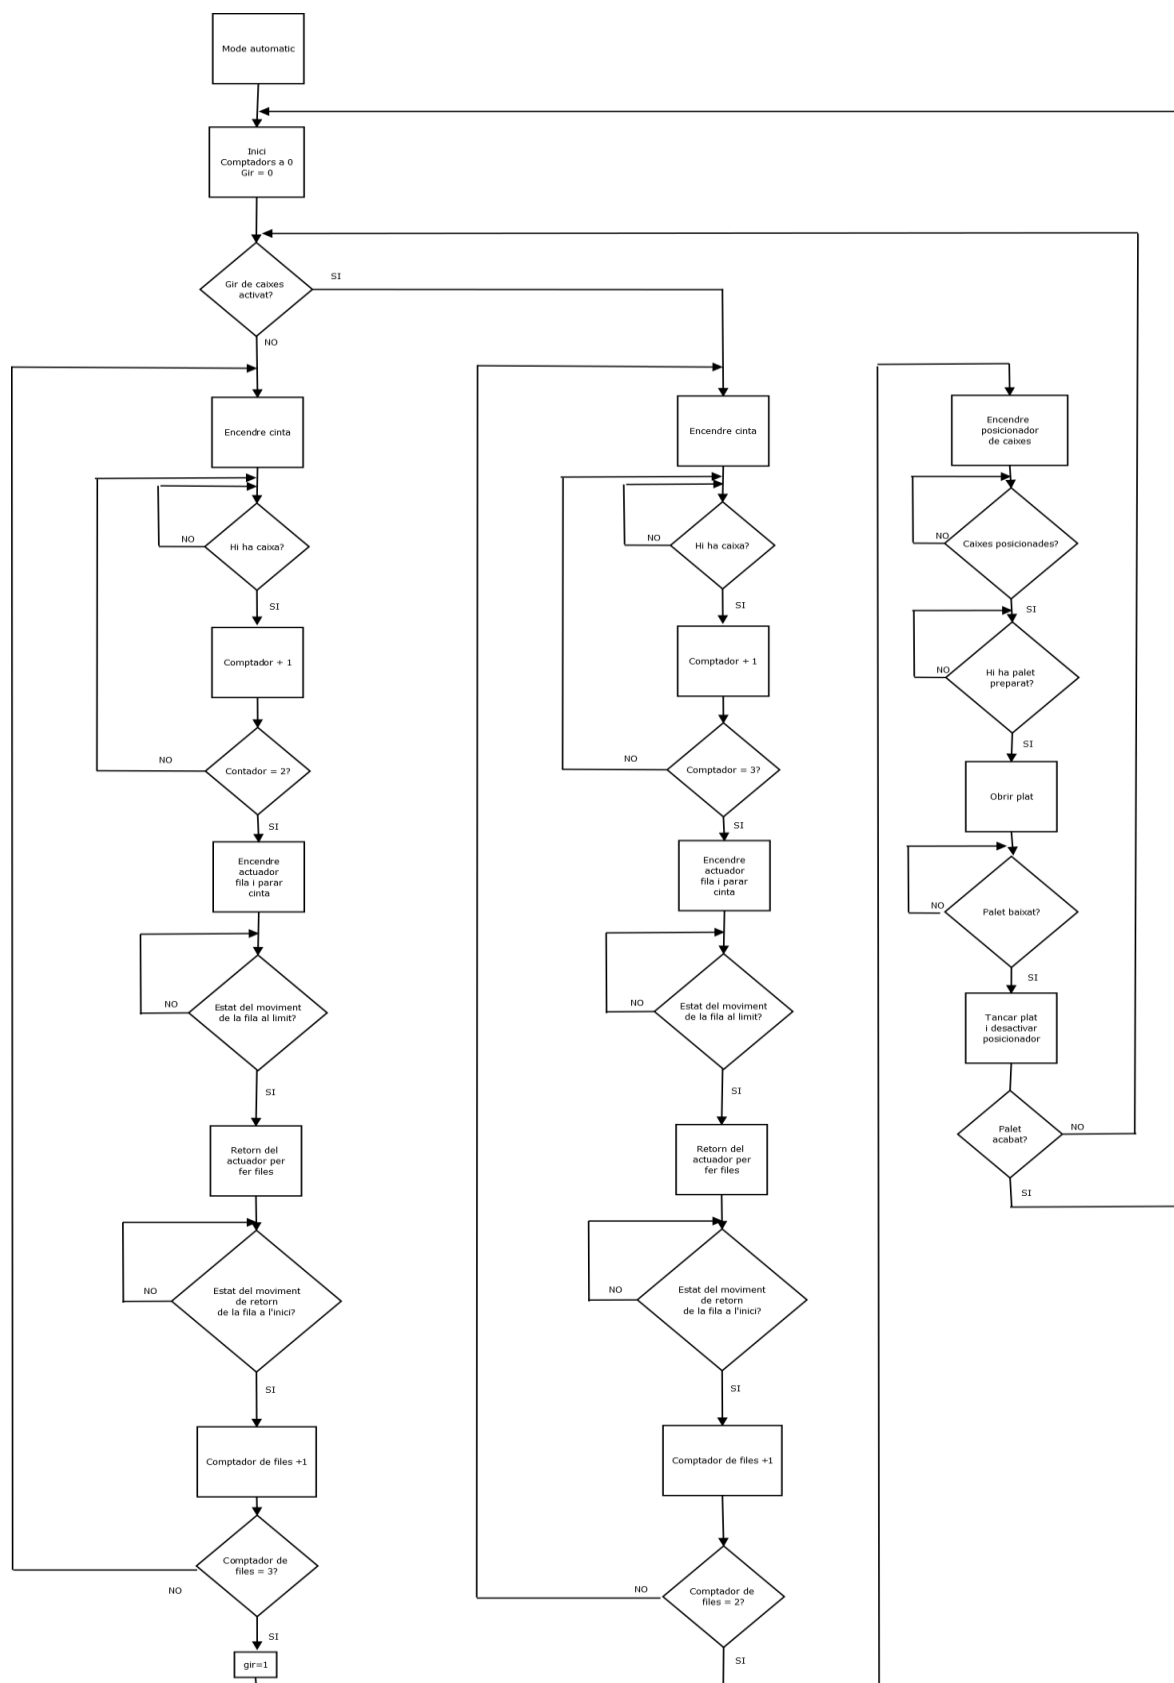 Mode automatic
Inici
Comptadors a 0
Gir = 0
Gir de caixes
activat?
SI
NO
Encendre cinta
Hi ha caixa?
NO
SI
Comptador + 1
Contador = 2?
NO
SI
Encendre
actuador
fila i parar
cinta
Estat del moviment
de la fila al limit?
NO
SI
Retorn del
actuador per
fer files
Estat del moviment
de retorn
de la fila a l'inici?
NO
SI
Comptador de files +1
Comptador de
files = 3?
NO
SI
gir=1
Encendre cinta
Hi ha caixa?
NO
SI
Comptador + 1
Comptador = 3?
NO
SI
Encendre
actuador
fila i parar
cinta
Estat del moviment
de la fila al limit?
NO
SI
Retorn del
actuador per
fer files
Estat del moviment
de retorn
de la fila a l'inici?
NO
SI
Comptador de files +1
Comptador de
files = 2?
NO
SI
Encendre
posicionador
de caixes
Caixes posicionades?
NO
SI
Hi ha palet
preparat?
NO
SI
Obrir plat
Palet baixat?
NO
SI
Tancar plat
i desactivar
posicionador
Palet
acabat?
NO
SI